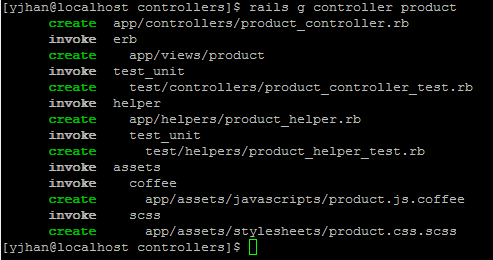 [yjhan@localhost controllers]$ rails g controller product
      create  app/controllers/product_controller.rb
      invoke  erb
      create    app/views/product
      invoke  test_unit
      create    test/controllers/product_controller_test.rb
      invoke  helper
      create    app/helpers/product_helper.rb
      invoke    test_unit
      create      test/helpers/product_helper_test.rb
      invoke  assets
      invoke    coffee
      create      app/assets/javascripts/product.js.coffee
      invoke    scss
      create      app/assets/stylesheets/product.css.scss
[yjhan@localhost controllers]$